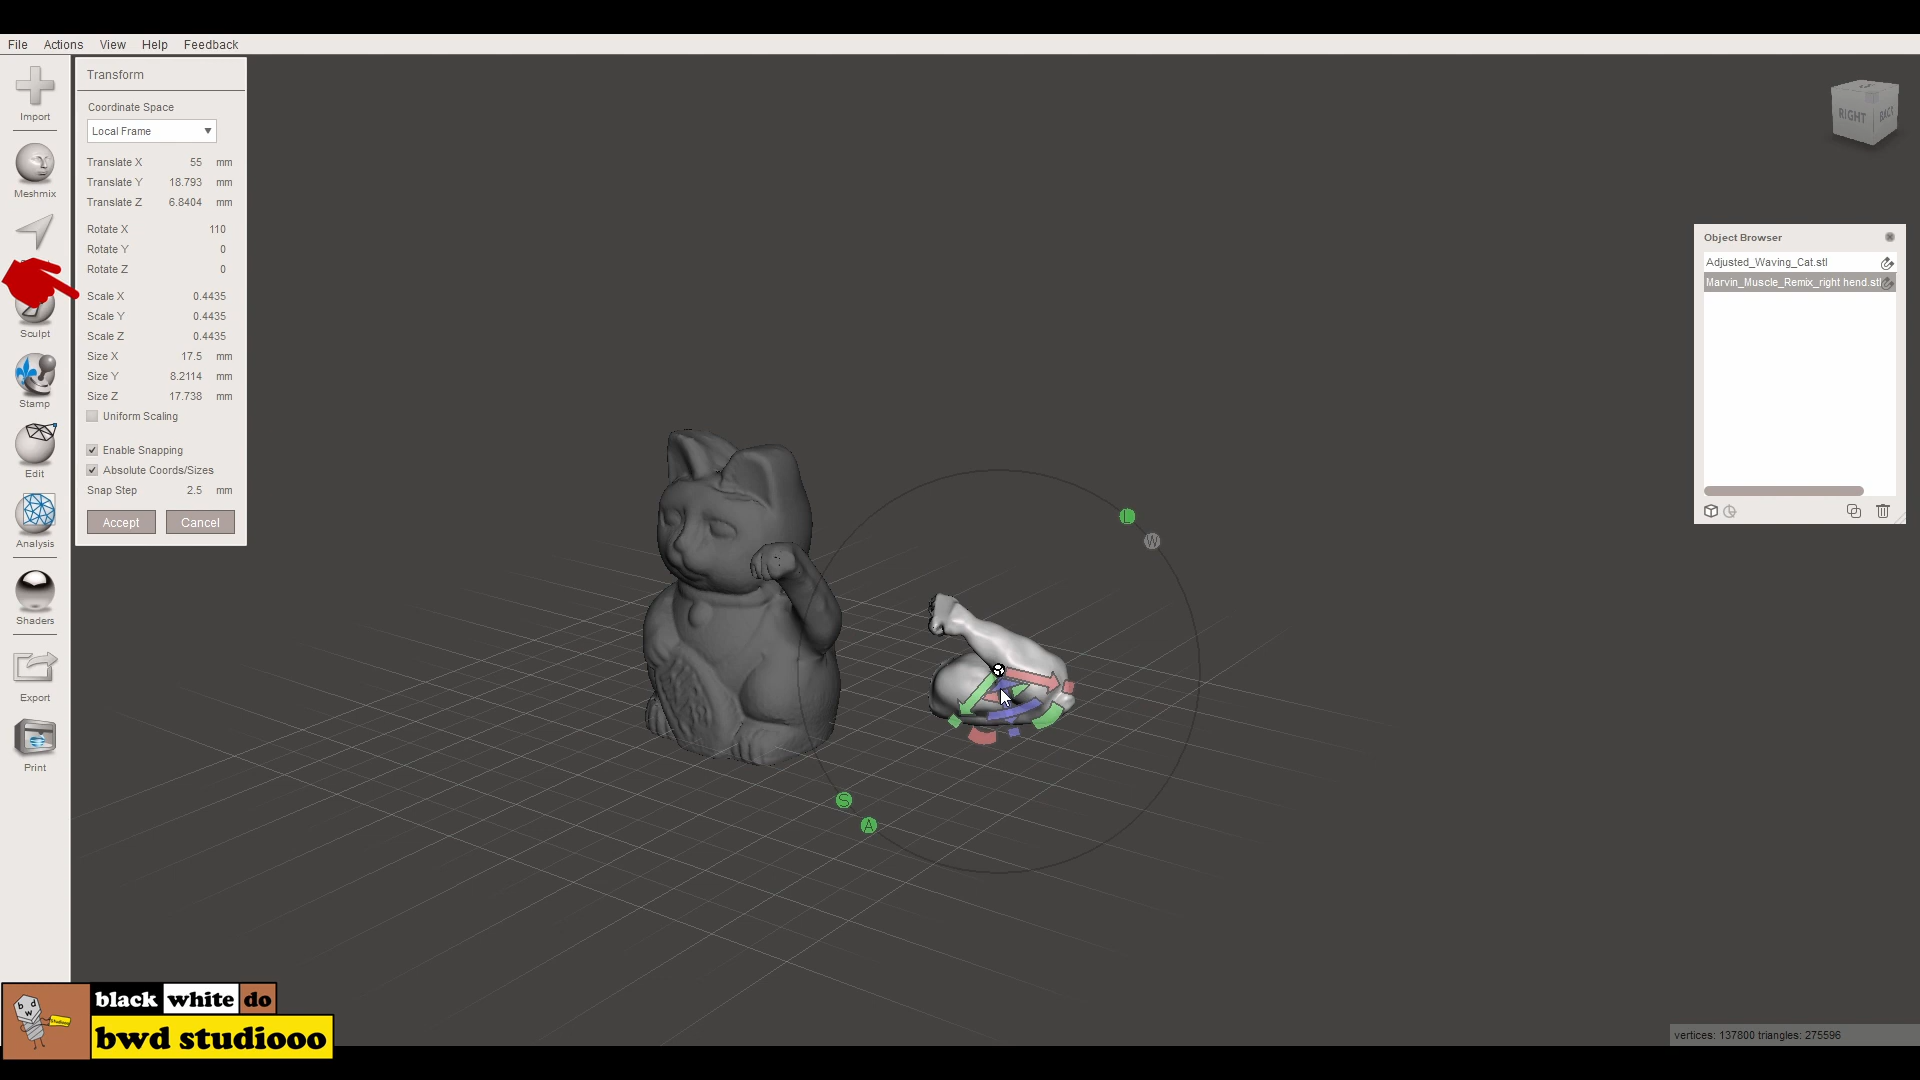 File Actions View Help Feedback
Import
Meshmix
Sculpt
Stamp
Edit
Analysis
Shaders
Export
Print
Transform
Coordinate Space
Local Frame
Translate X 55 mm
Translate Y 18.793 mm
Translate Z 6.8404 mm
Rotate X 110
Rotate Y 0
Rotate Z 0
Scale X 0.4435
Scale Y 0.4435
Scale Z 0.4435
Size X 17.5 mm
Size Y 8.2114 mm
Size Z 17.738 mm
Uniform Scaling
Enable Snapping
Absolute Coords/Sizes
Snap Step 2.5 mm
Accept Cancel
L
W
S
A
RIGHT BACK
Object Browser
Adjusted_Waving_Cat.stl
Marvin_Muscle_Remix_right hend.stl
vertices: 137800 triangles: 275596
b d
w
black white do
bwd studiooo